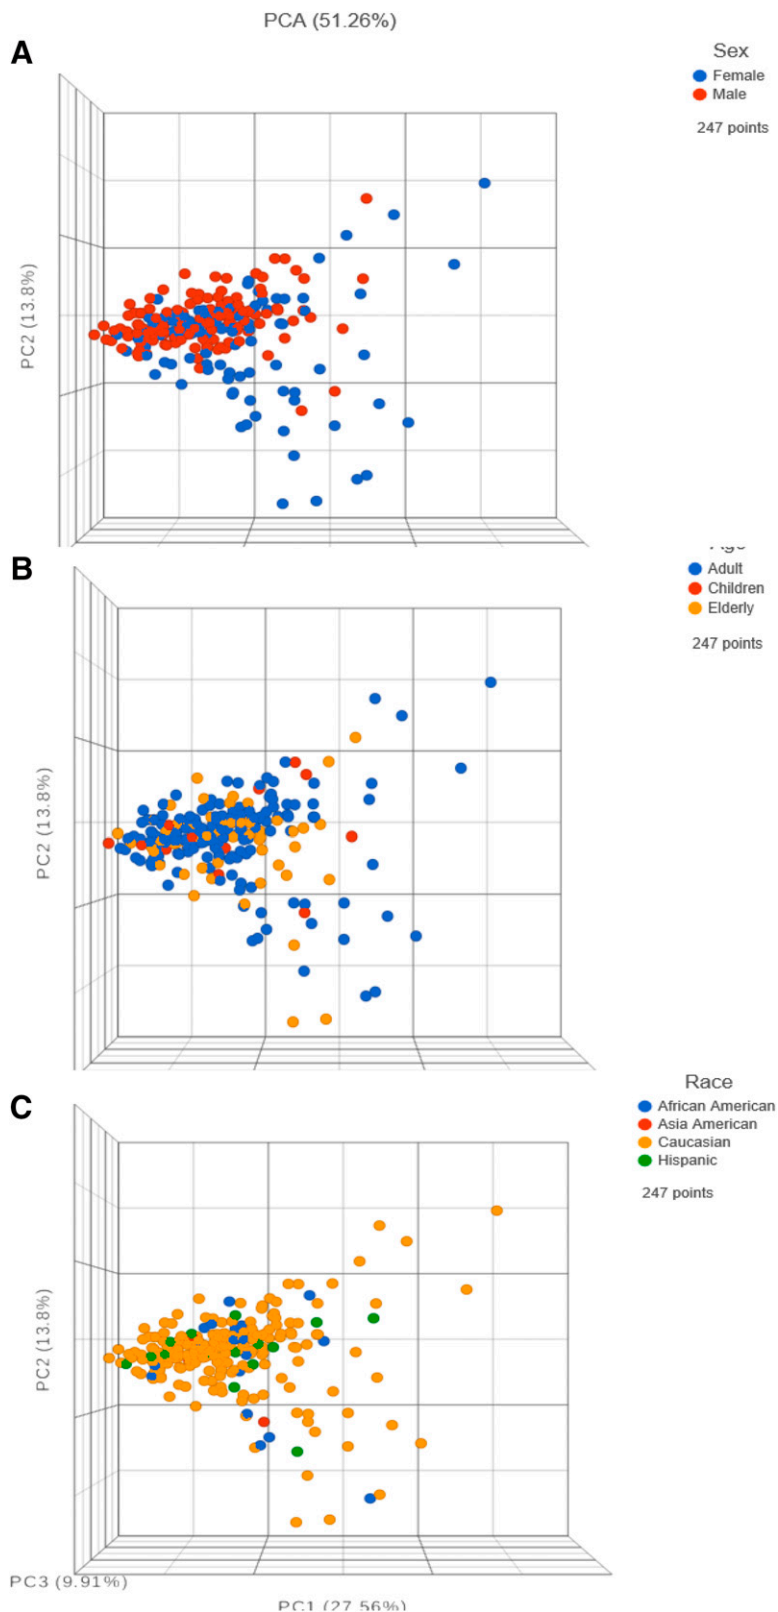 PCA (51.26%)
A
Sex
Female
Male
247 points
PC2 (13.8%)
B
Age
Adult
Children
Elderly
247 points
PC2 (13.8%)
C
Race
African American
Asia American
Caucasian
Hispanic
247 points
PC2 (13.8%)
PC3 (9.91%)
PC1 (27.56%)